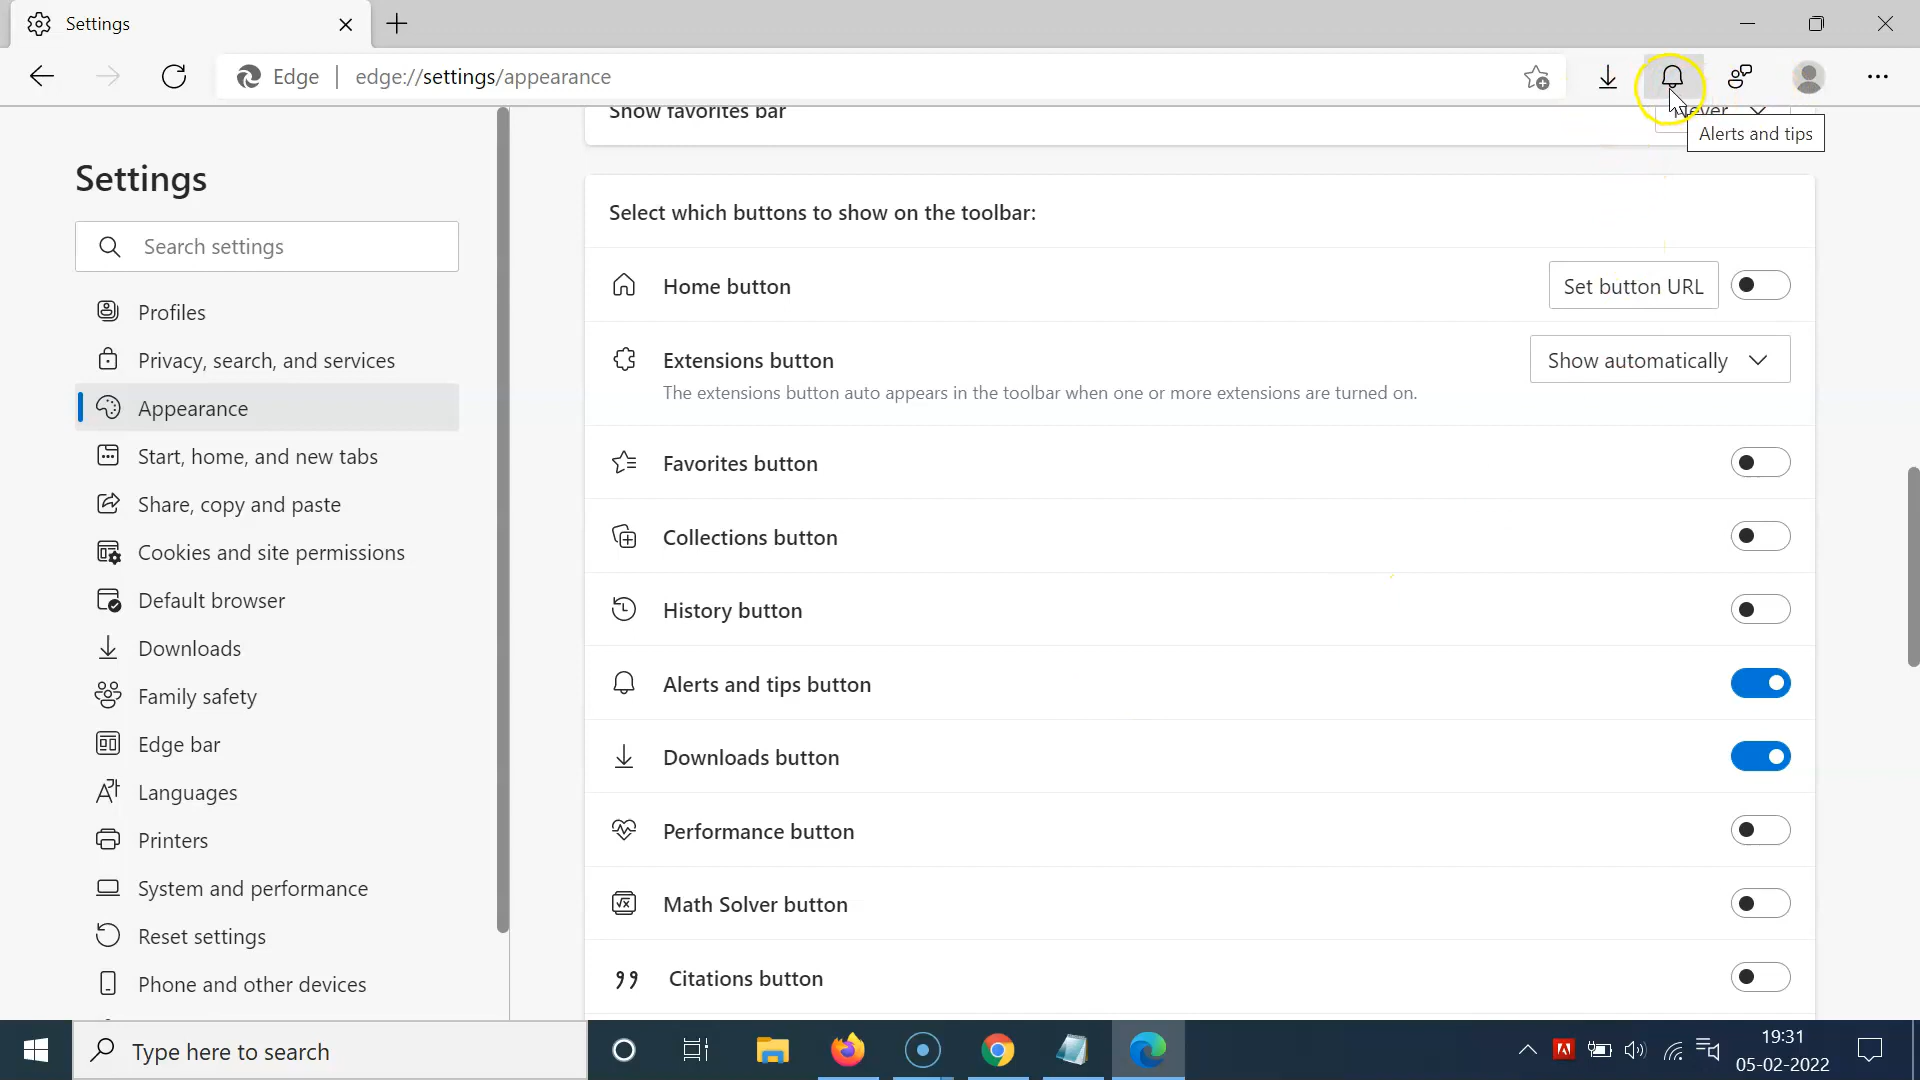 Settings
Edge
edge://settings/appearance
Alerts and tips
Settings
Search settings
Profiles
Privacy, search, and services
Appearance
Start, home, and new tabs
Share, copy and paste
Cookies and site permissions
Default browser
Downloads
Family safety
Edge bar
Languages
Printers
System and performance
Reset settings
Phone and other devices
Show favorites bar
Never
Select which buttons to show on the toolbar:
Home button
Set button URL
Extensions button
Show automatically
The extensions button auto appears in the toolbar when one or more extensions are turned on.
Favorites button
Collections button
History button
Alerts and tips button
Downloads button
Performance button
Math Solver button
Citations button
Type here to search
19:31
05-02-2022